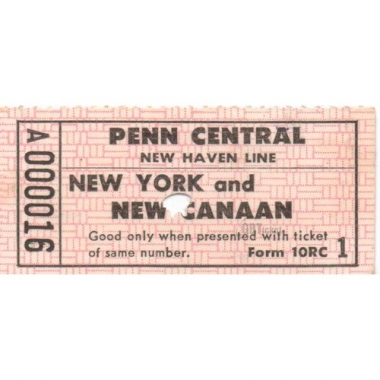 A 000016
PENN CENTRAL
NEW HAVEN LINE
NEW YORK and
NEW CANAAN
Good only when presented with ticket
of same number. Form 10RC 1